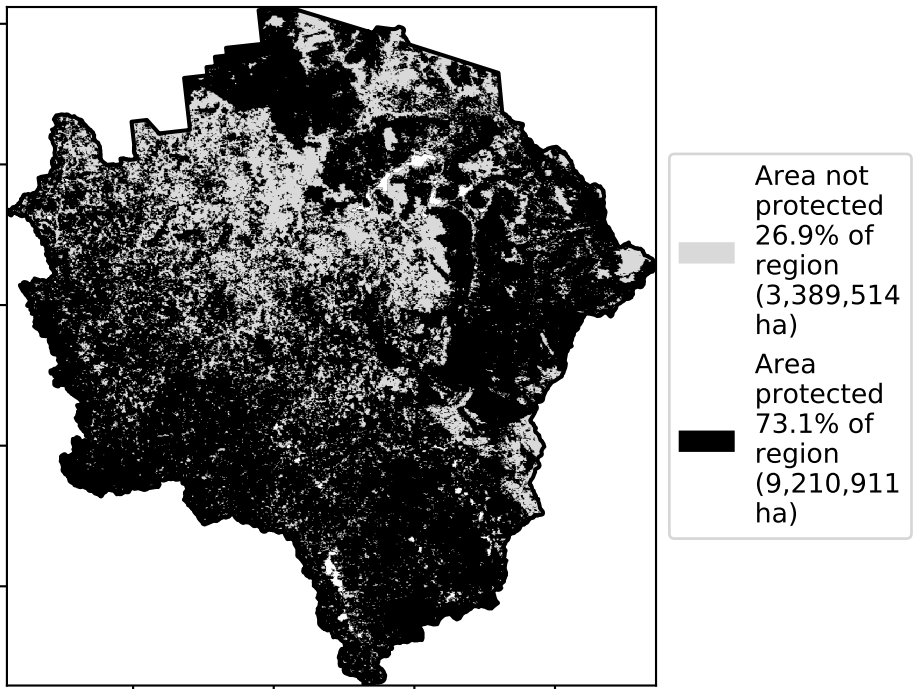 Area not
protected
26.9% of
region
(3,389,514
ha)
Area
protected
73.1% of
region
(9,210,911
ha)